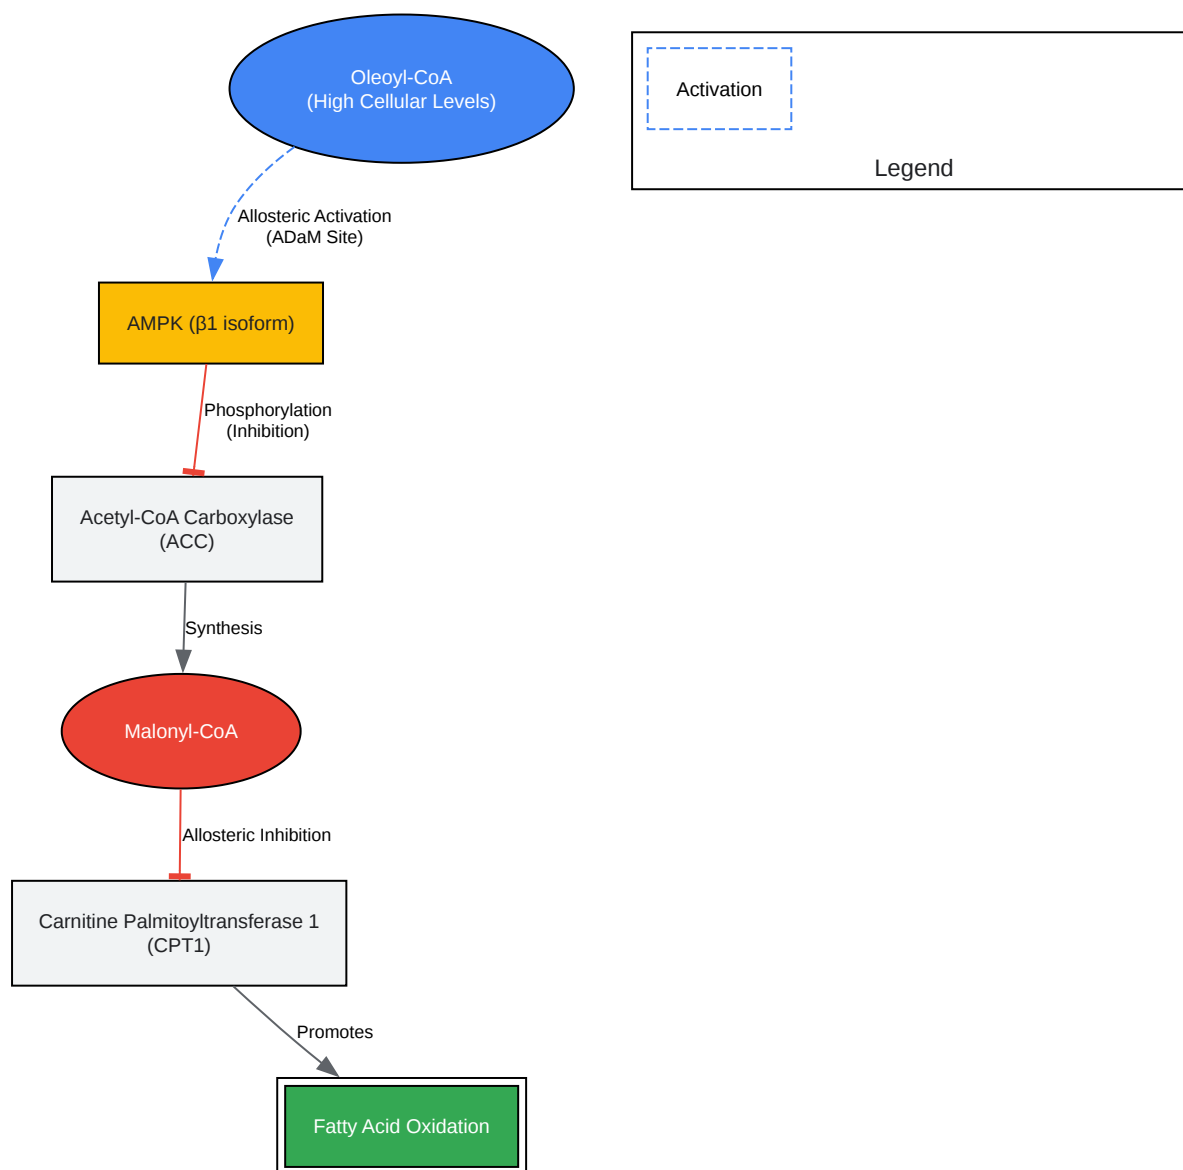 Oleoyl-CoA
(High Cellular Levels)
Activation
Legend
Allosteric Activation
(ADaM Site)
AMPK (β1 isoform)
Phosphorylation
(Inhibition)
Acetyl-CoA Carboxylase
(ACC)
Synthesis
Malonyl-CoA
Allosteric Inhibition
Carnitine Palmitoyltransferase 1
(CPT1)
Promotes
Fatty Acid Oxidation